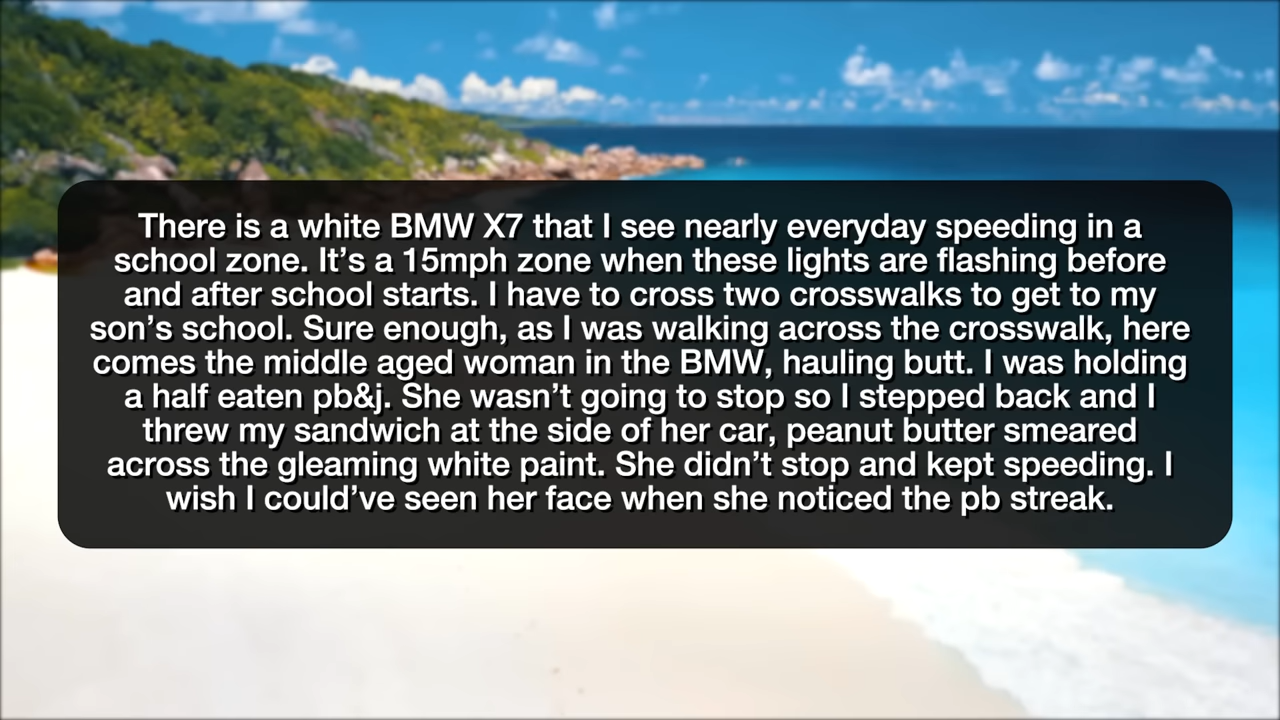 There is a white BMW X7 that I see nearly everyday speeding in a
school zone. It’s a 15mph zone when these lights are flashing before
and after school starts. I have to cross two crosswalks to get to my
son’s school. Sure enough, as I was walking across the crosswalk, here
comes the middle aged woman in the BMW, hauling butt. I was holding
a half eaten pb&j. She wasn’t going to stop so I stepped back and I
threw my sandwich at the side of her car, peanut butter smeared
across the gleaming white paint. She didn’t stop and kept speeding. I
wish I could’ve seen her face when she noticed the pb streak.